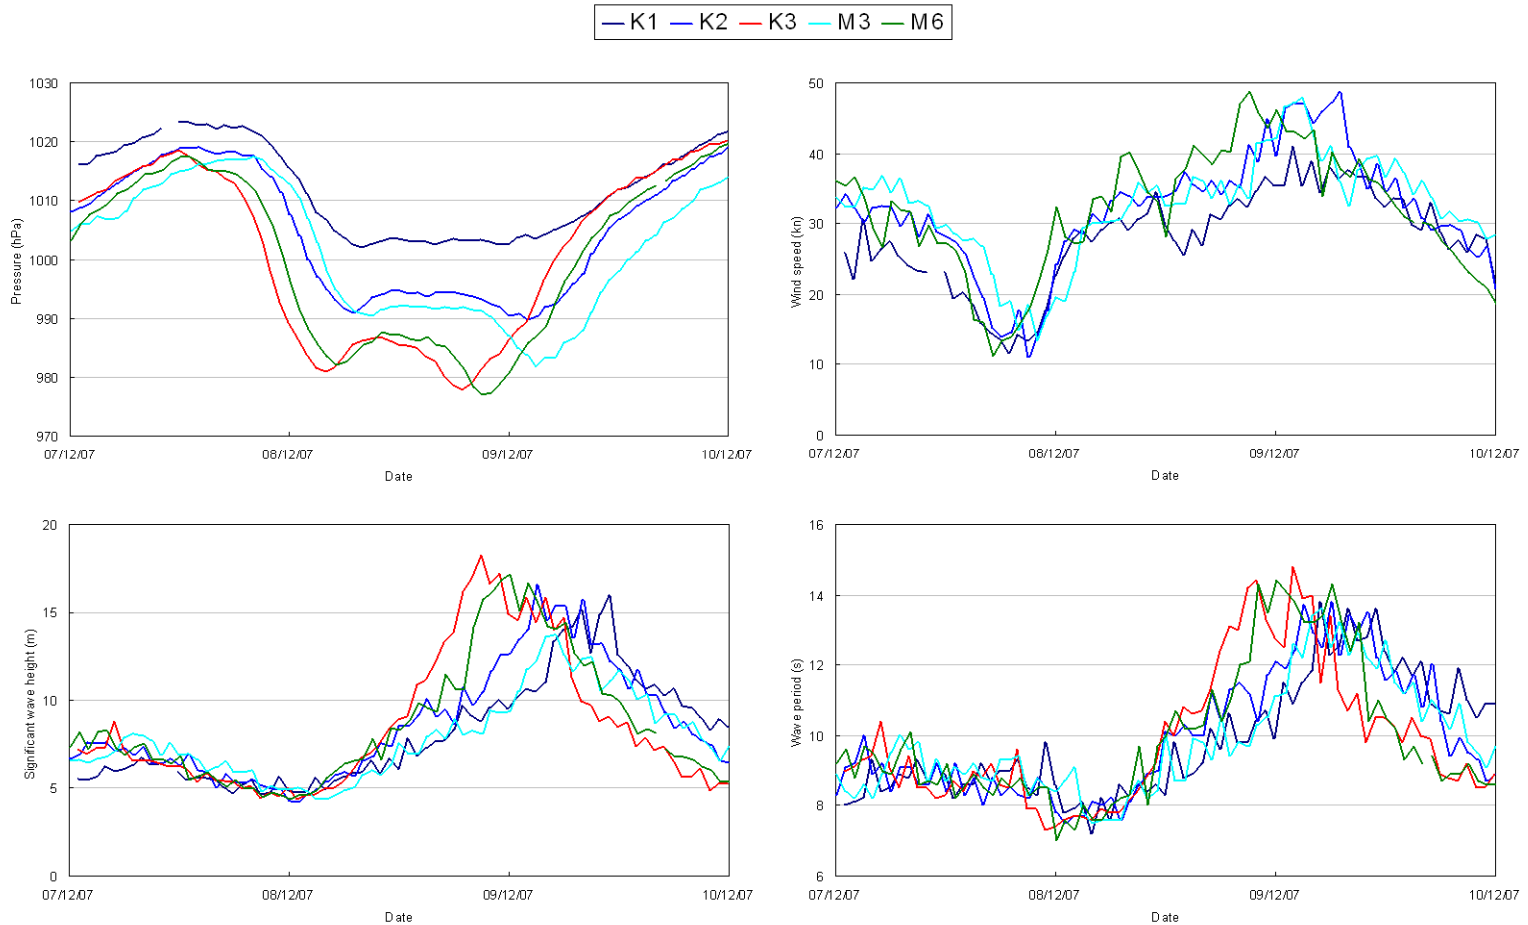 K1 K2 K3 M3 M6
1030
1020
1010
1000
990
980
970
Pressure (hPa)
07/12/07 08/12/07 09/12/07 10/12/07
Date
50
40
30
20
10
0
Wind speed (kn)
07/12/07 08/12/07 09/12/07 10/12/07
Date
20
15
10
5
0
Significant wave height (m)
07/12/07 08/12/07 09/12/07 10/12/07
Date
16
14
12
10
8
6
Wave period (s)
07/12/07 08/12/07 09/12/07 10/12/07
Date